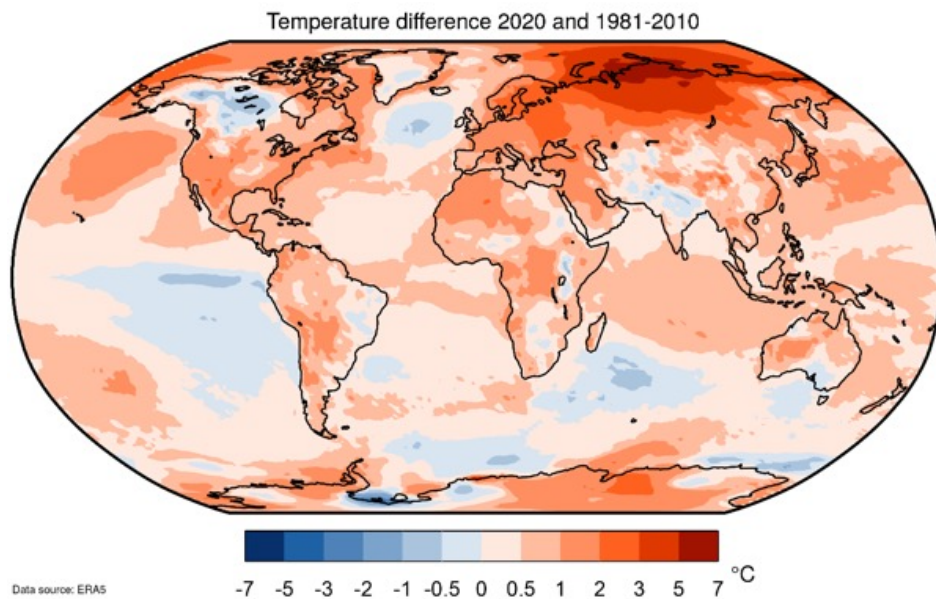 Temperature difference 2020 and 1981-2010
-7 -5 -3 -2 -1 -0.5 0 0.5 1 2 3 5 7 °C
Data source: ERA5